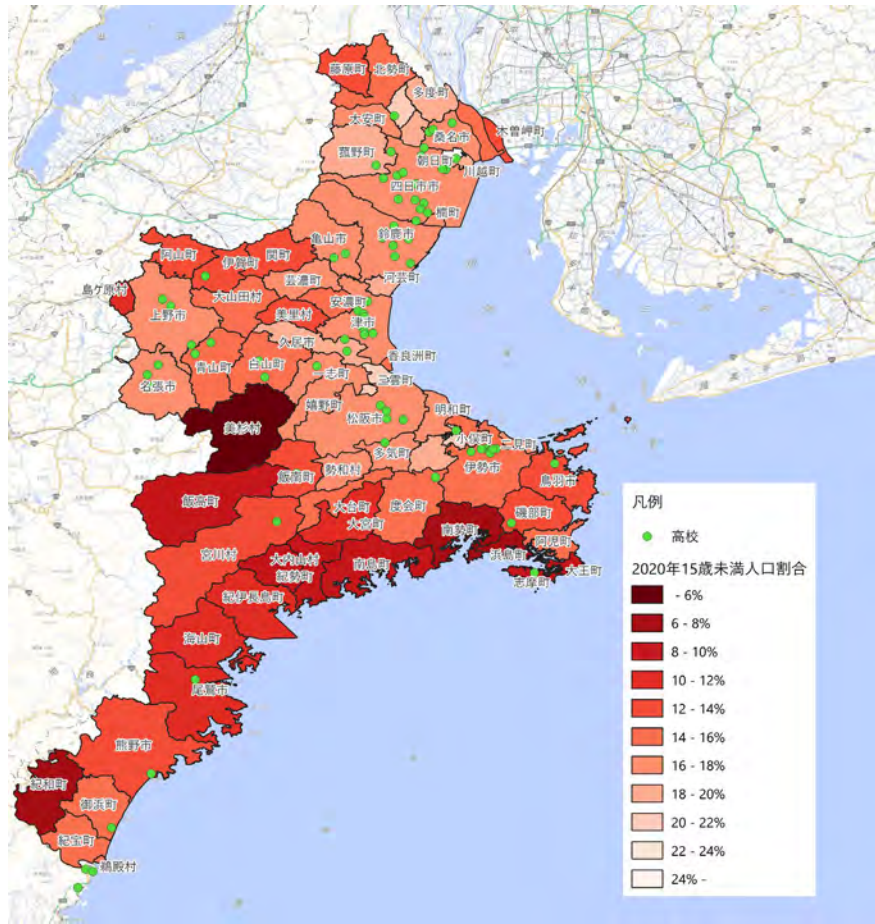 藤原町
北勢町
多度町
大安町
桑名市
木曽岬町
菰野町
朝日町
川越町
四日市市
楠町
鈴鹿市
亀山市
阿山町
伊賀町
関町
河芸町
島ケ原村
芸濃町
大山田村
安濃町
美里村
上野市
津市
久居市
香良洲町
青山町
白山町
名張市
一志町
三雲町
嬉野町
明和町
松阪市
美杉村
小俣町
二見町
多気町
伊勢市
勢和村
飯南町
鳥羽市
飯高町
大台町
度会町
大宮町
南勢町
磯部町
阿児町
宮川村
大内山村
南島町
浜島町
紀勢町
大王町
志摩町
紀伊長島町
海山町
尾鷲市
熊野市
紀和町
御浜町
紀宝町
鵜殿村
凡例
高校
2020年15歳未満人口割合
- 6%
6 - 8%
8 - 10%
10 - 12%
12 - 14%
14 - 16%
16 - 18%
18 - 20%
20 - 22%
22 - 24%
24% -